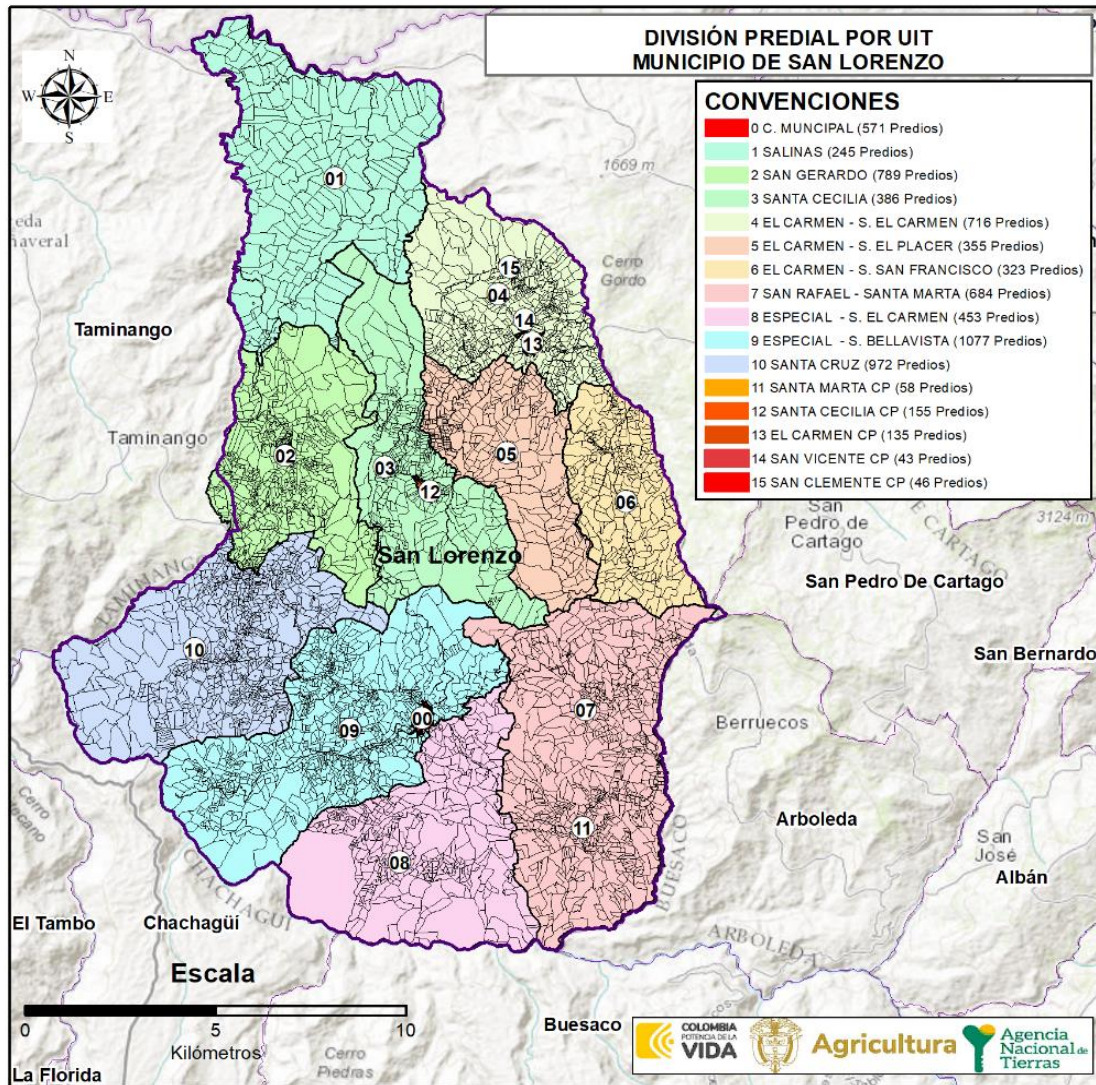 DIVISIÓN PREDIAL POR UIT
MUNICIPIO DE SAN LORENZO
N
W E
S
CONVENCIONES
0 C. MUNCIPAL (571 Predios)
1 SALINAS (245 Predios)
2 SAN GERARDO (789 Predios)
3 SANTA CECILIA (386 Predios)
4 EL CARMEN - S. EL CARMEN (716 Predios)
5 EL CARMEN - S. EL PLACER (355 Predios)
6 EL CARMEN - S. SAN FRANCISCO (323 Predios)
7 SAN RAFAEL - SANTA MARTA (684 Predios)
8 ESPECIAL - S. EL CARMEN (453 Predios)
9 ESPECIAL - S. BELLAVISTA (1077 Predios)
10 SANTA CRUZ (972 Predios)
11 SANTA MARTA CP (58 Predios)
12 SANTA CECILIA CP (155 Predios)
13 EL CARMEN CP (135 Predios)
14 SAN VICENTE CP (43 Predios)
15 SAN CLEMENTE CP (46 Predios)
1669 m
01
Cerro
Gordo
15
04
14
13
Taminango
Taminango
02
03
05
12
06
San Lorenzo
San
Pedro de
Cartago
3124 m
DE CARTAGO
San Pedro De Cartago
San Bernardo
10
09
00
07
Berruecos
11
Arboleda
08
San
José
Albán
BUESACO
ARBOLEDA
CHACHAGUI
El Tambo
Chachagüí
Escala
0 5 10
Kilómetros
Buesaco
Cerro
Piedras
La Florida
COLOMBIA
POTENCIA DE LA
VIDA
Agricultura
Agencia
Nacional de
Tierras